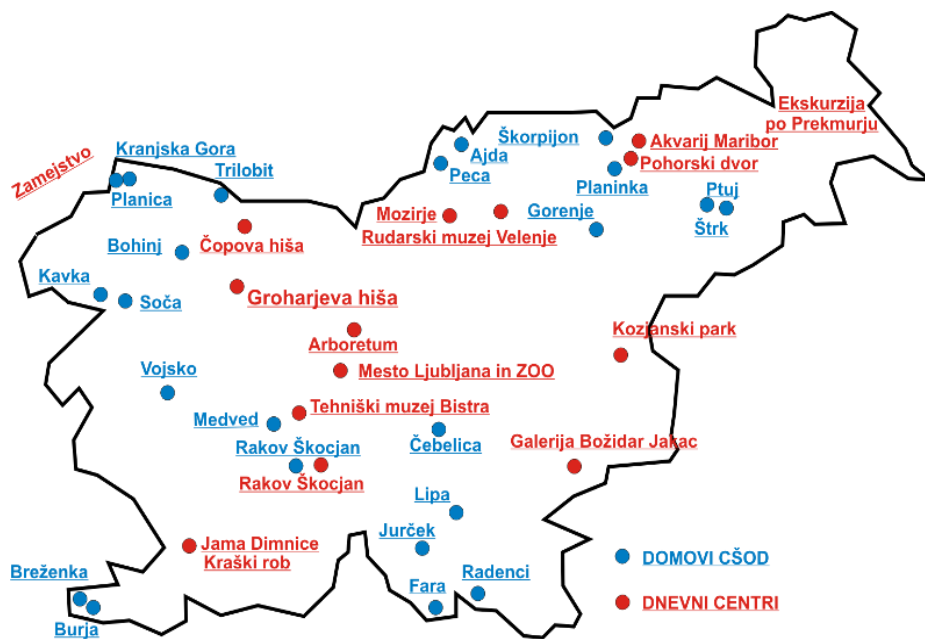 Ekskurzija
po Prekmurju
Škorpijon
Akvarij Maribor
Pohorski dvor
Kranjska Gora
Zamejstvo
Trilobit
Ajda
Peca
Planinka
Ptuj
Planica
Mozirje
Gorenje
Štrk
Rudarski muzej Velenje
Čopova hiša
Bohinj
Kavka
Soča
Groharjeva hiša
Arboretum
Kozjanski park
Mesto Ljubljana in ZOO
Vojsko
Tehniški muzej Bistra
Medved
Čebelica
Galerija Božidar Jakac
Rakov Škocjan
Rakov Škocjan
Lipa
Jurček
Jama Dimnice
Kraški rob
DOMOVI CŠOD
Breženka
Fara
Radenci
DNEVNI CENTRI
Burja